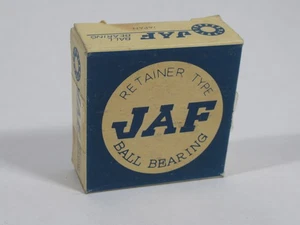 JAF
BALL
BEARING
RETAINER TYPE
JAF
BALL BEARING